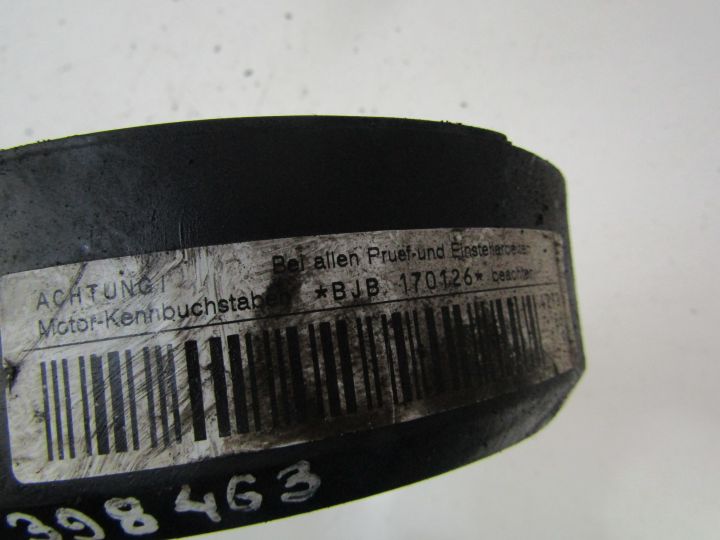 ACHTUNG! Bei allen Pruef-und Einstellarbeiten
Motor-Kennbuchstaben *BJB 170126* beachten
398463